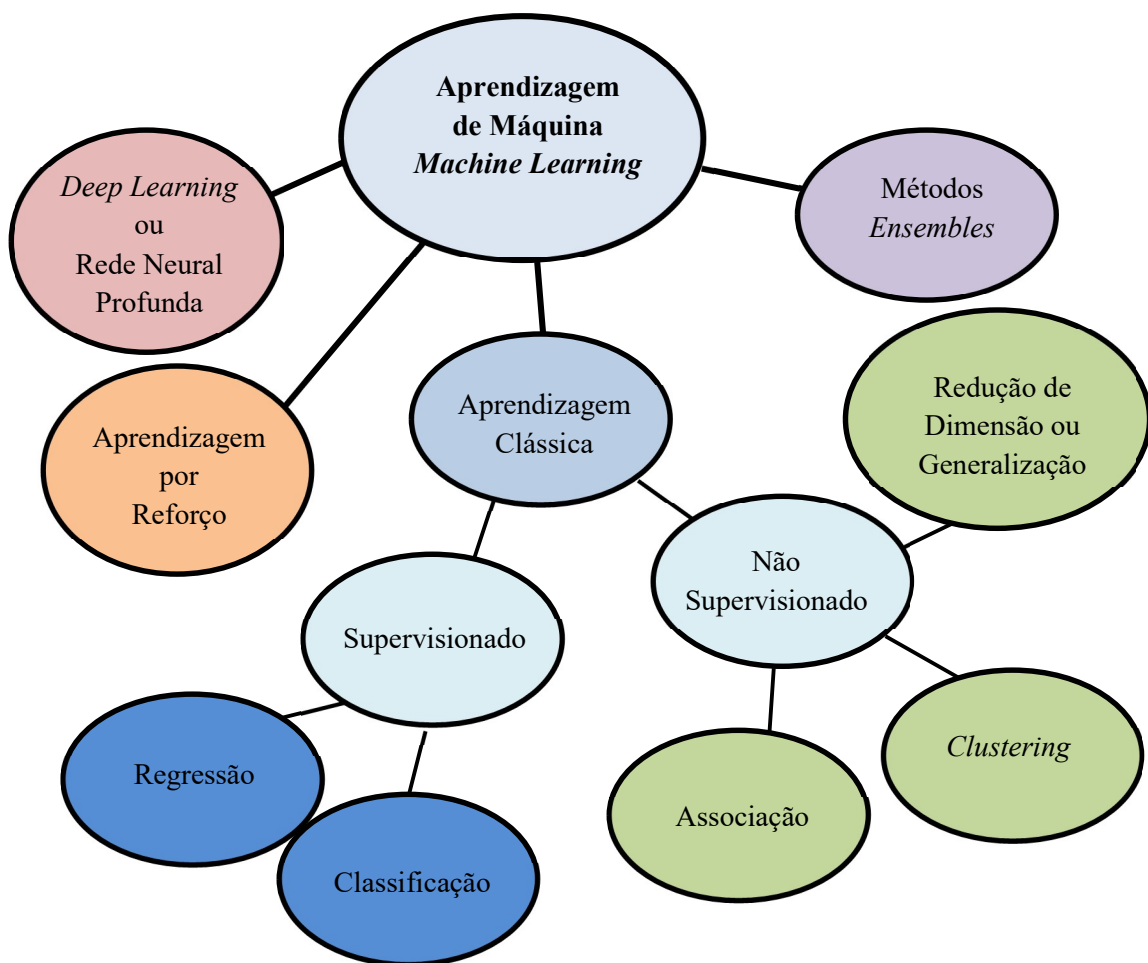 Aprendizagem
de Máquina
Machine Learning
Deep Learning
ou
Rede Neural
Profunda
Métodos
Ensembles
Aprendizagem
por
Reforço
Aprendizagem
Clássica
Redução de
Dimensão ou
Generalização
Não
Supervisionado
Supervisionado
Regressão
Classificação
Associação
Clustering